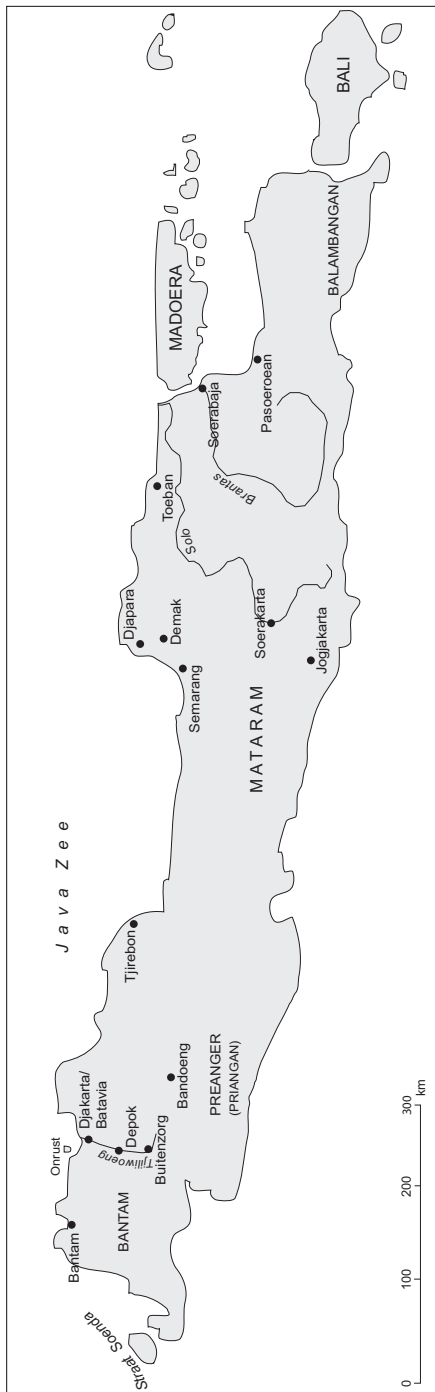 Java Zee
Straat Soenda
Onrust
Bantam
BANTAM
Djakarta/
Batavia
Depok
Tjiliwoeng
Buitenzorg
Bandoeng
PREANGER
(PRIANGAN)
Tjirebon
MATARAM
Semarang
Djapara
Demak
Soerakarta
Jogjakarta
Solo
Toeban
Brantas
Soerabaja
Pasoeroean
MADOERA
BALAMBANGAN
BALI
0
100
200
300
km